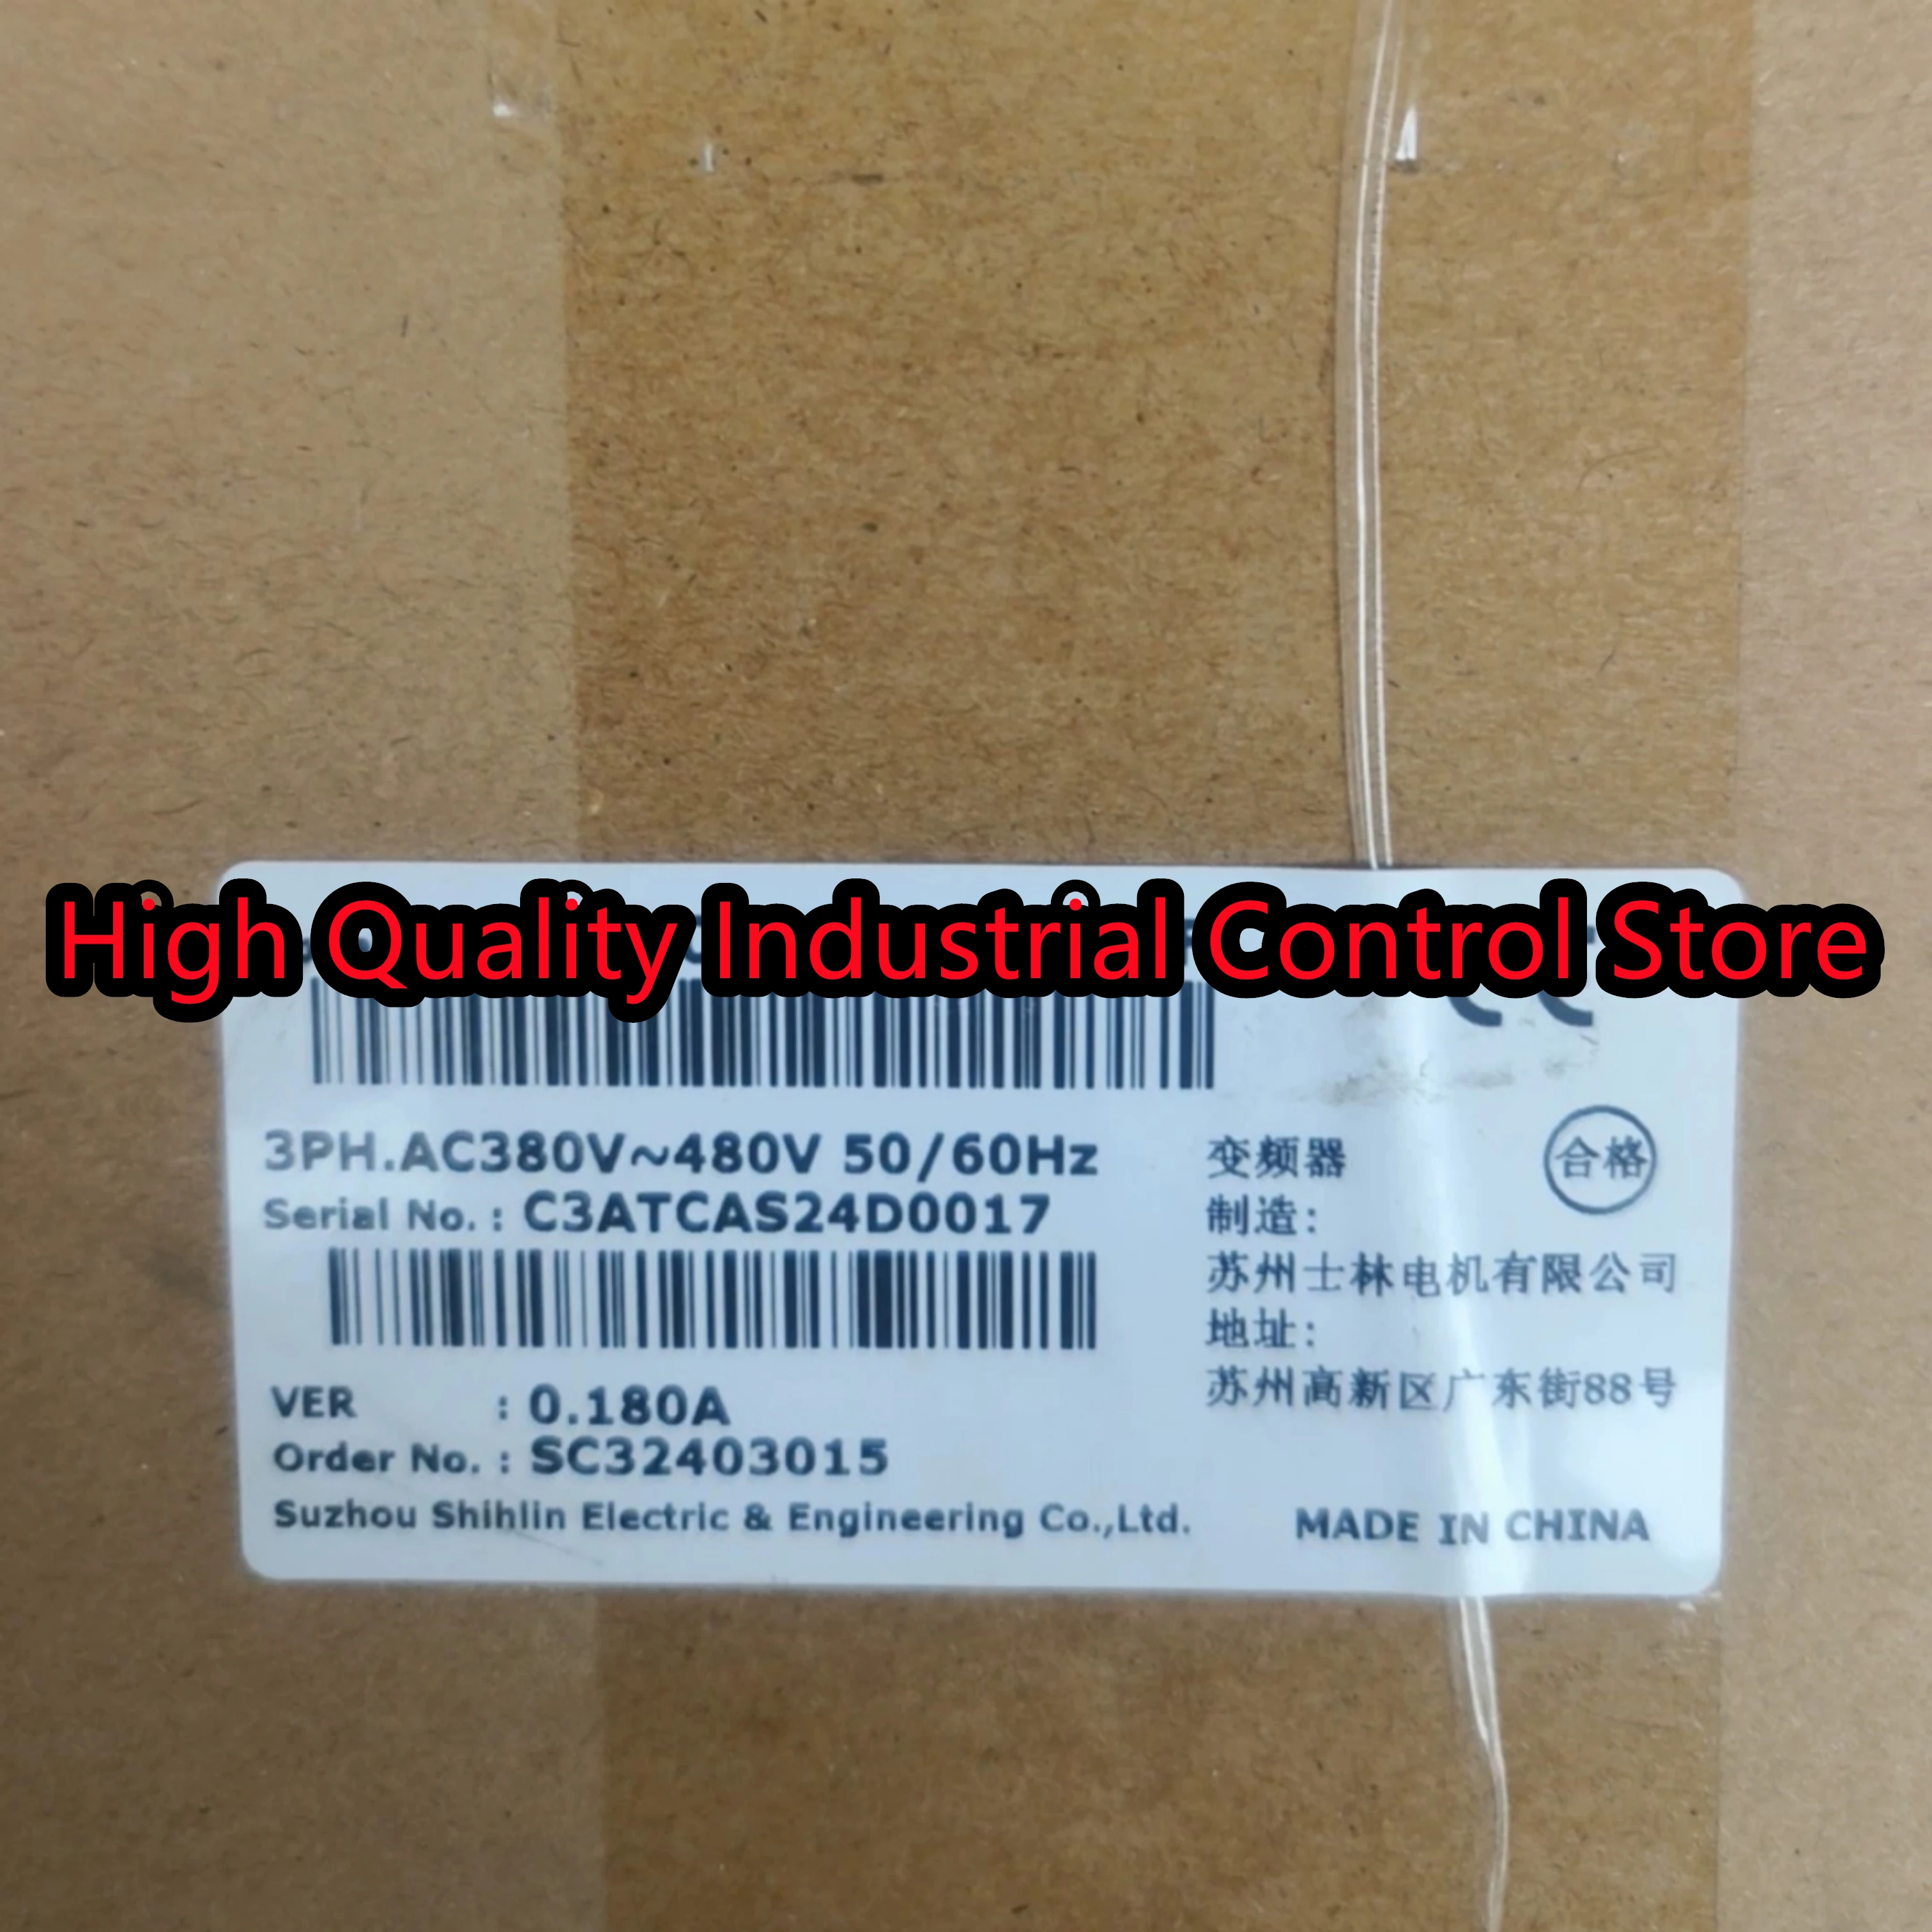 High Quality Industrial Control Store
3PH.AC380V~480V 50/60Hz
Serial No. : C3ATCAS24D0017
VER : 0.180A
Order No. : SC32403015
Suzhou Shihlin Electric & Engineering Co.,Ltd.
变频器
合格
制造:
苏州士林电机有限公司
地址:
苏州高新区广东街88号
MADE IN CHINA